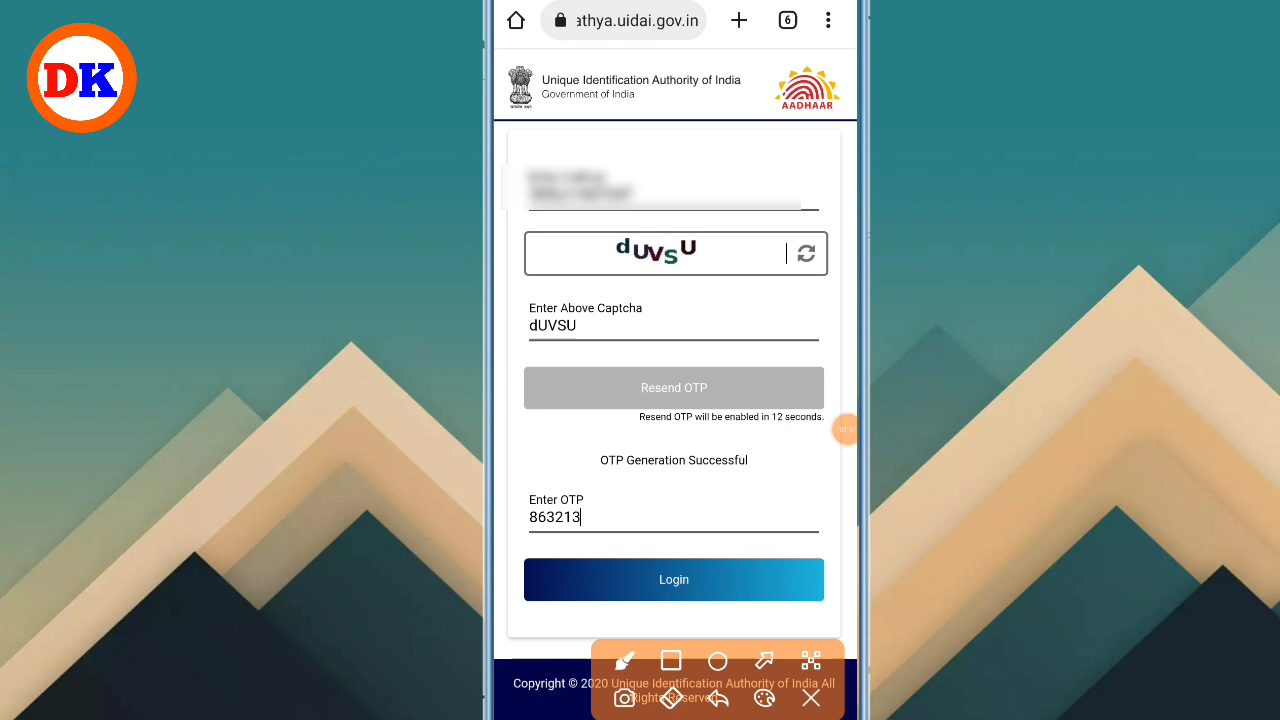 DK
athya.uidai.gov.in
6
Unique Identification Authority of India
Government of India
AADHAAR
dUVSU
Enter Above Captcha
dUVSU
Resend OTP
Resend OTP will be enabled in 12 seconds.
OTP Generation Successful
Enter OTP
863213
Login
Copyright © 2020 Unique Identification Authority of India All
Rights Reserved